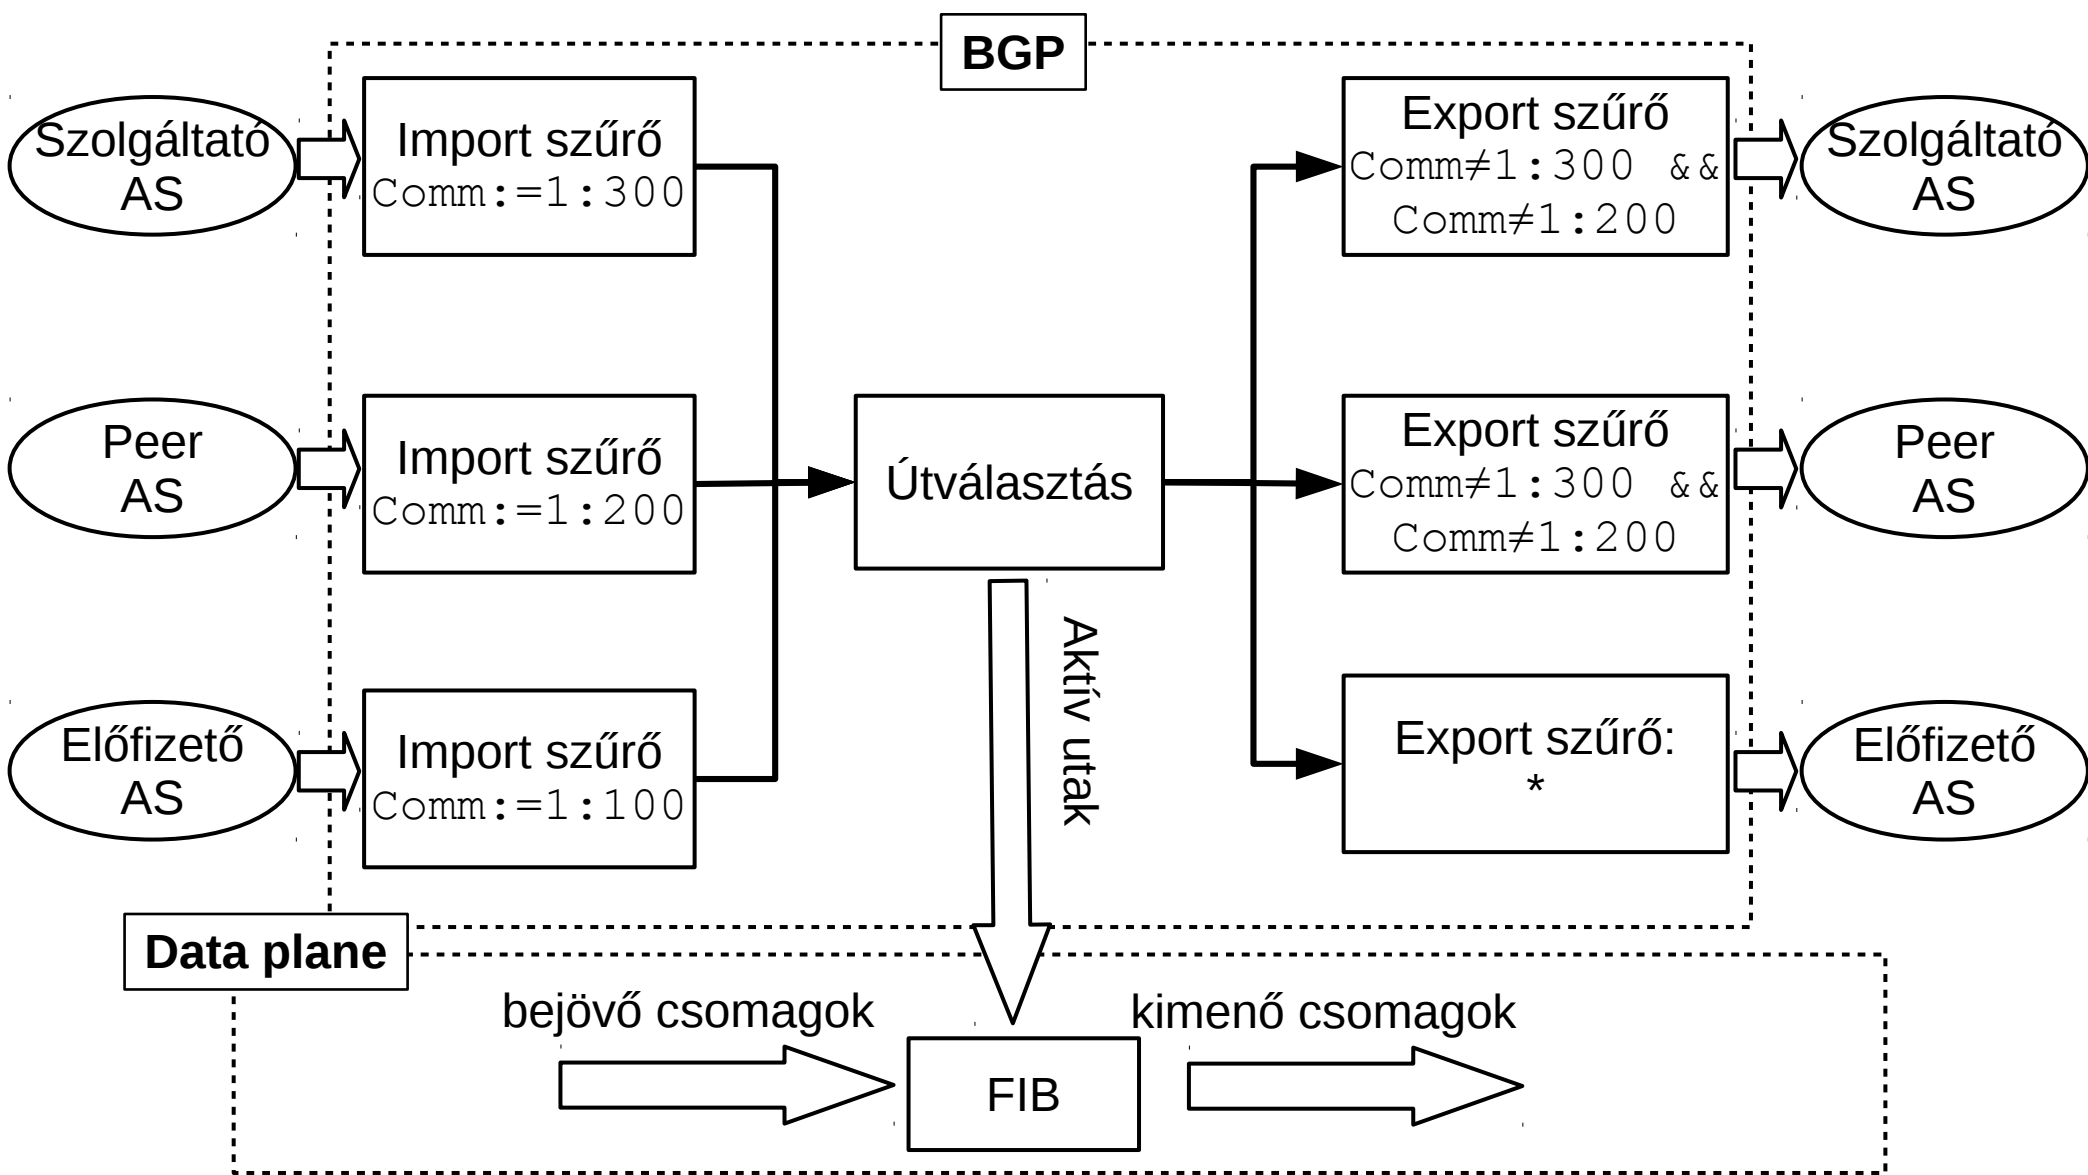 BGP
Szolgáltató
AS
Import szűrő
Comm:=1:300
Export szűrő
Comm≠1:300 &&
Comm≠1:200
Szolgáltató
AS
Peer
AS
Import szűrő
Comm:=1:200
Útválasztás
Export szűrő
Comm≠1:300 &&
Comm≠1:200
Peer
AS
Aktív utak
Előfizető
AS
Import szűrő
Comm:=1:100
Export szűrő:
*
Előfizető
AS
Data plane
bejövő csomagok
FIB
kimenő csomagok